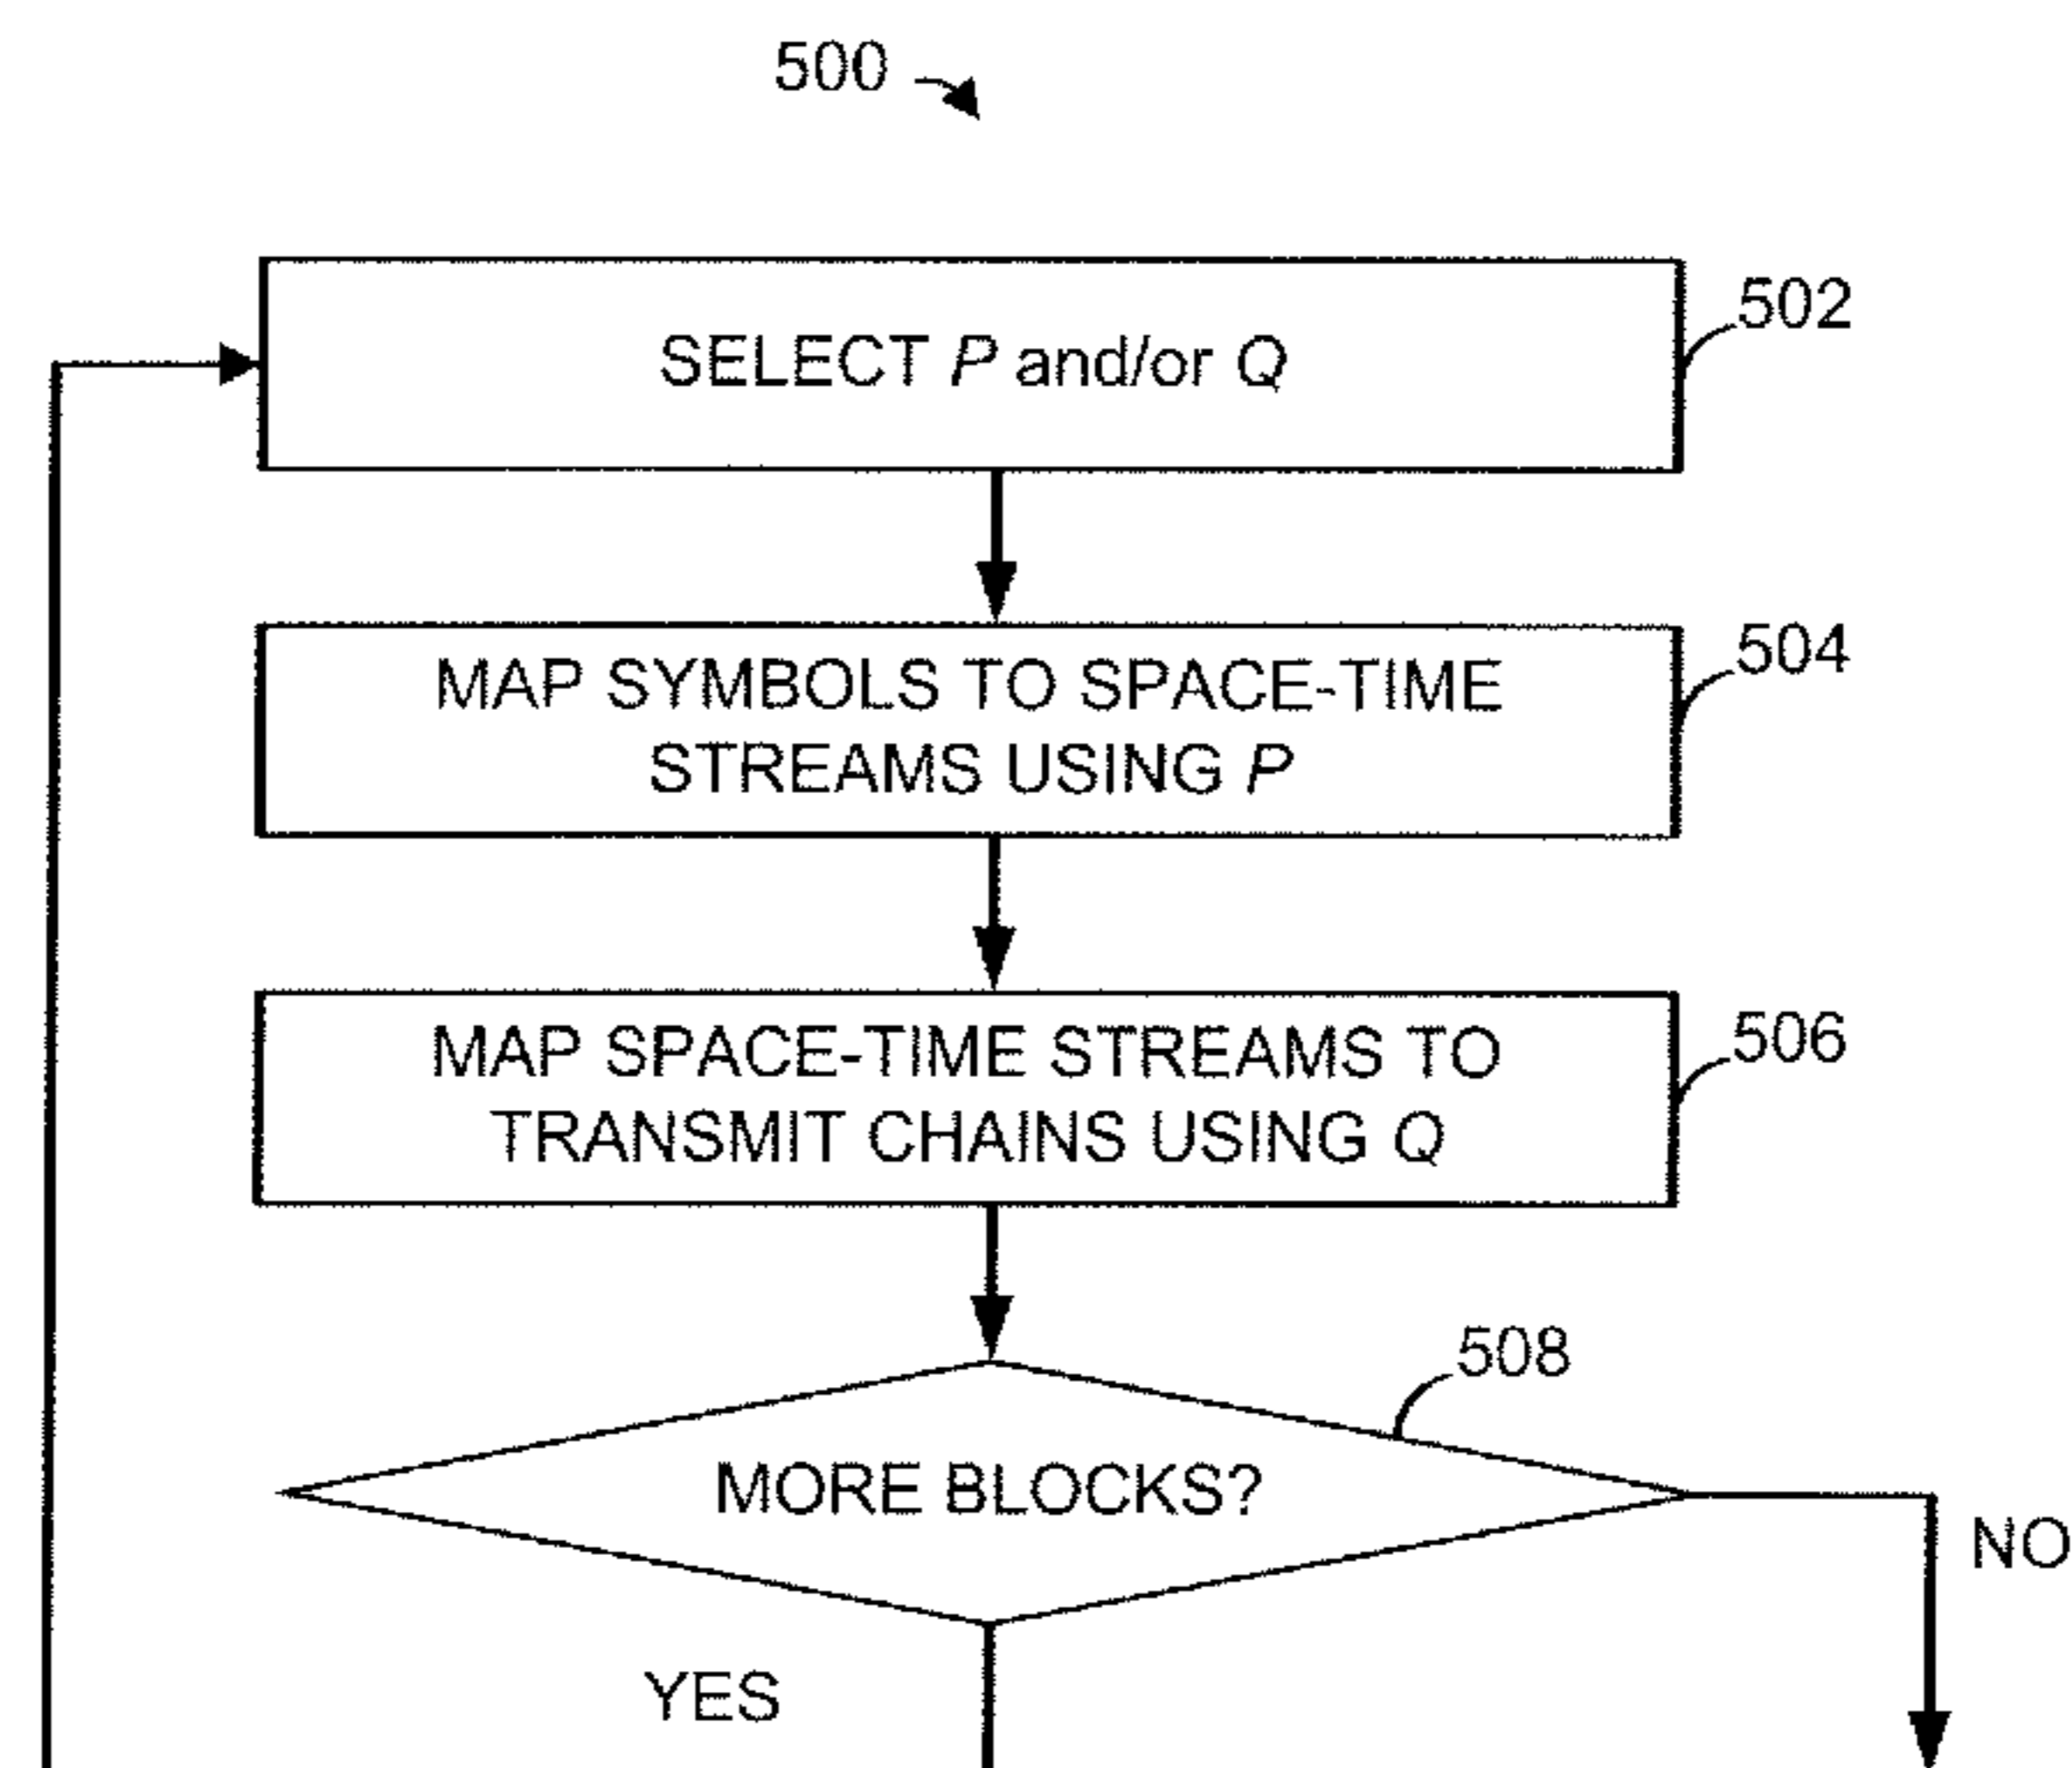 500
SELECT P and/or Q
502
MAP SYMBOLS TO SPACE-TIME
STREAMS USING P
504
MAP SPACE-TIME STREAMS TO
TRANSMIT CHAINS USING Q
506
508
MORE BLOCKS?
NO
YES